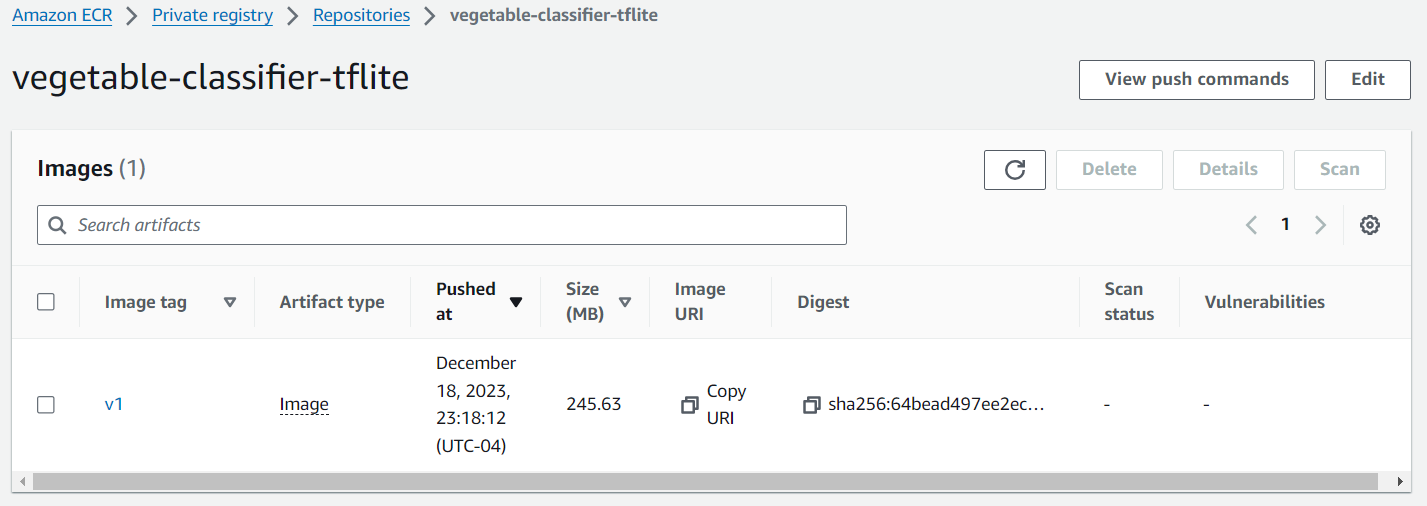 Amazon ECR > Private registry > Repositories > vegetable-classifier-tflite
vegetable-classifier-tflite
View push commands
Edit
Images (1)
Delete
Details
Scan
Search artifacts
1
Image tag
Artifact type
Pushed
at
Size
(MB)
Image
URI
Digest
Scan
status
Vulnerabilities
v1
Image
December
18, 2023,
23:18:12
(UTC-04)
245.63
Copy
URI
sha256:64bead497ee2ec...
-
-